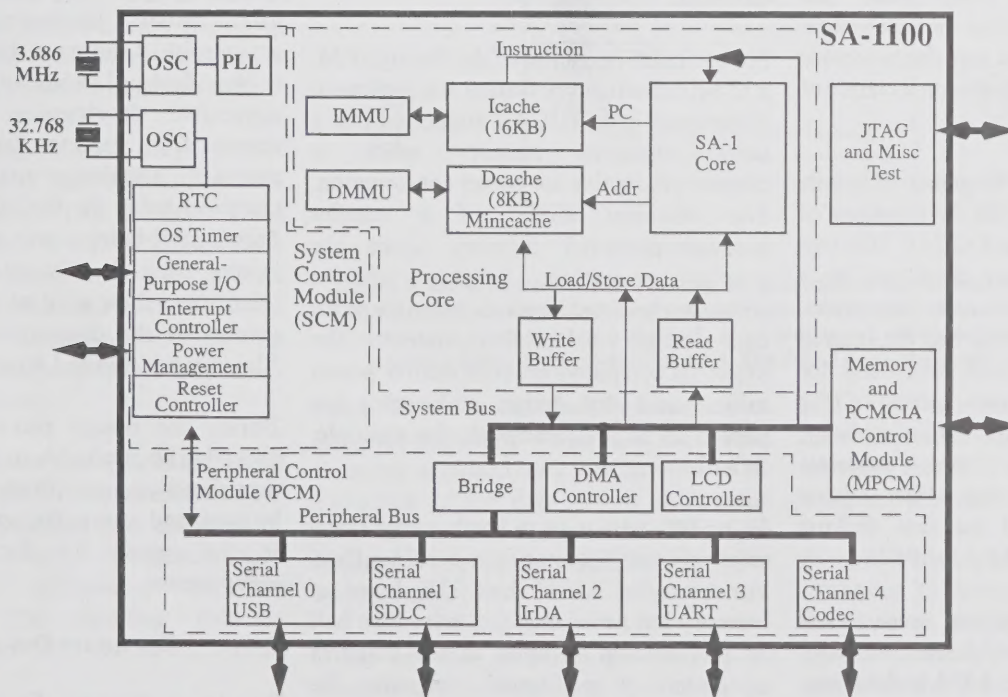 SA-1100
3.686
MHz
OSC
PLL
32.768
KHz
OSC
RTC
OS Timer
General-
Purpose I/O
Interrupt
Controller
Power
Management
Reset
Controller
System
Control
Module
(SCM)
Instruction
IMMU
Icache
(16KB)
PC
SA-1
Core
DMMU
Dcache
(8KB)
Minicache
Addr
JTAG
and Misc
Test
Processing
Core
Load/Store Data
Write
Buffer
Read
Buffer
Memory
and
PCMCIA
Control
Module
(MPCM)
System Bus
Peripheral Control
Module (PCM)
Bridge
DMA
Controller
LCD
Controller
Peripheral Bus
Serial
Channel 0
USB
Serial
Channel 1
SDLC
Serial
Channel 2
IrDA
Serial
Channel 3
UART
Serial
Channel 4
Codec